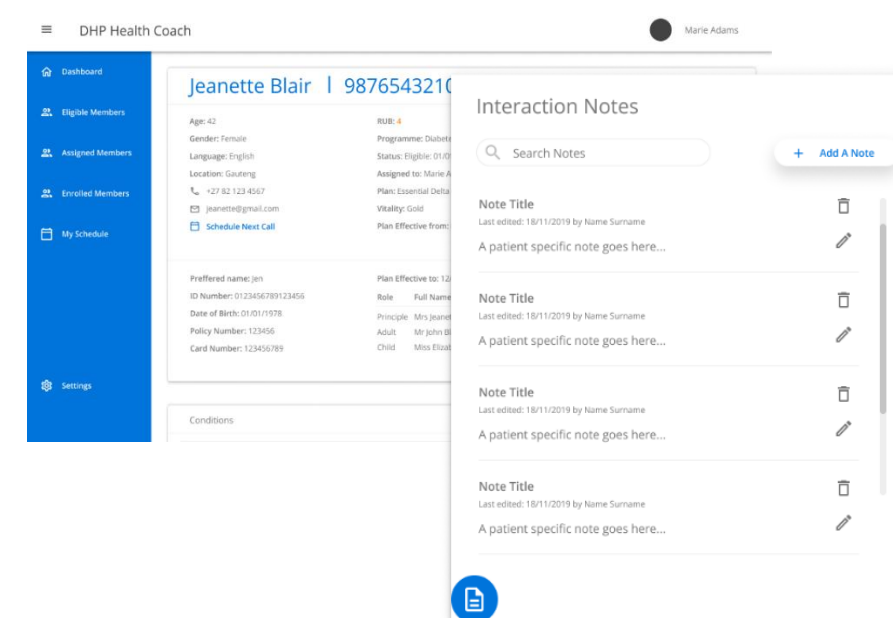 DHP Health Coach
Marie Adams
Dashboard
Eligible Members
Assigned Members
Enrolled Members
My Schedule
Settings
Jeanette Blair | 9876543210
Age: 42
Gender: Female
Language: English
Location: Gauteng
+27 82 123 4567
jeanette@gmail.com
Schedule Next Call
RUB: 4
Programme: Diabete
Status: Eligible: 01/0
Assigned to: Marie A
Plan: Essential Delta
Vitality: Gold
Plan Effective from:
Preffered name: Jen
ID Number: 0123456789123456
Date of Birth: 01/01/1978
Policy Number: 123456
Card Number: 123456789
Plan Effective to: 12/
Role Full Name
Principle Mrs Jeanet
Adult Mr John Bl
Child Miss Elizab
Conditions
Interaction Notes
Search Notes
+ Add A Note
Note Title
Last edited: 18/11/2019 by Name Surname
A patient specific note goes here...
Note Title
Last edited: 18/11/2019 by Name Surname
A patient specific note goes here...
Note Title
Last edited: 18/11/2019 by Name Surname
A patient specific note goes here...
Note Title
Last edited: 18/11/2019 by Name Surname
A patient specific note goes here...